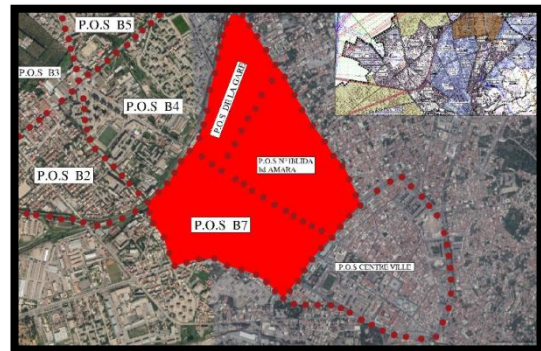 P.O.S B5
P.O.S B3
P.O.S B4
P.O.S DE LA GARE
P.O.S B2
P.O.S N°1BLIDA
bd AMARA
P.O.S B7
P.O.S CENTRE VILLE